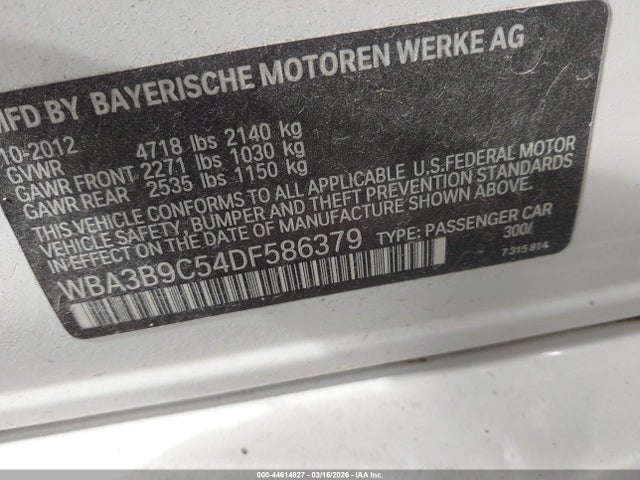 MFD BY BAYERISCHE MOTOREN WERKE AG
10-2012
GVWR 4718 lbs 2140 kg
GAWR FRONT 2271 lbs 1030 kg
GAWR REAR 2535 lbs 1150 kg
THIS VEHICLE CONFORMS TO ALL APPLICABLE U.S.FEDERAL MOTOR
VEHICLE SAFETY, BUMPER AND THEFT PREVENTION STANDARDS
IN EFFECT ON THE DATE OF MANUFACTURE SHOWN ABOVE.
WBA3B9C54DF586379 TYPE: PASSENGER CAR
300/
7315814
000-44614827 - 03/16/2026 - IAA Inc.